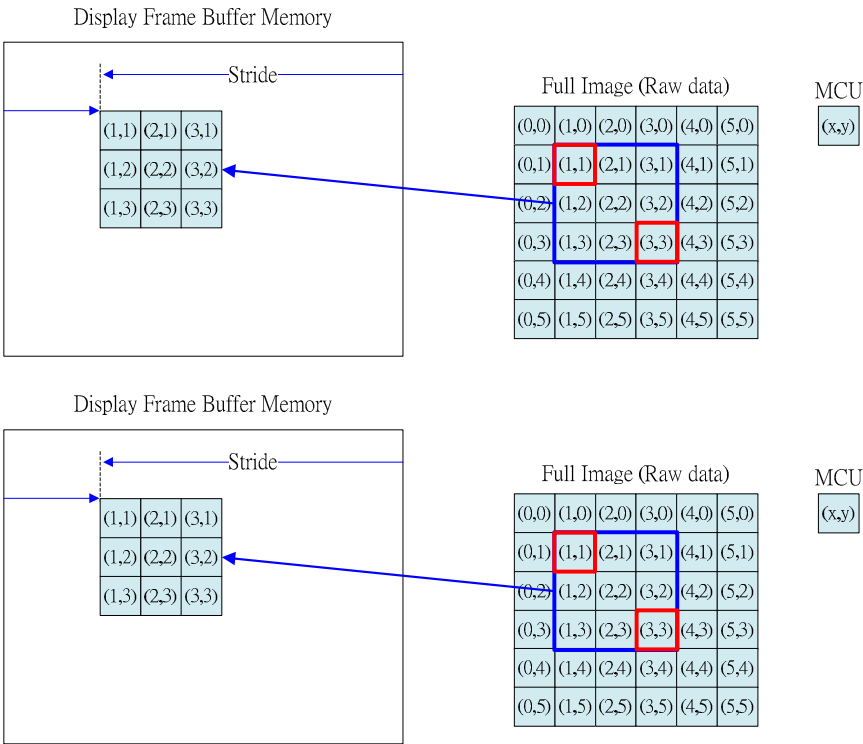 Display Frame Buffer Memory
Stride
(1,1) (2,1) (3,1)
(1,2) (2,2) (3,2)
(1,3) (2,3) (3,3)
Full Image (Raw data)
(0,0) (1,0) (2,0) (3,0) (4,0) (5,0)
(0,1) (1,1) (2,1) (3,1) (4,1) (5,1)
(0,2) (1,2) (2,2) (3,2) (4,2) (5,2)
(0,3) (1,3) (2,3) (3,3) (4,3) (5,3)
(0,4) (1,4) (2,4) (3,4) (4,4) (5,4)
(0,5) (1,5) (2,5) (3,5) (4,5) (5,5)
MCU
(x,y)
Display Frame Buffer Memory
Stride
(1,1) (2,1) (3,1)
(1,2) (2,2) (3,2)
(1,3) (2,3) (3,3)
Full Image (Raw data)
(0,0) (1,0) (2,0) (3,0) (4,0) (5,0)
(0,1) (1,1) (2,1) (3,1) (4,1) (5,1)
(0,2) (1,2) (2,2) (3,2) (4,2) (5,2)
(0,3) (1,3) (2,3) (3,3) (4,3) (5,3)
(0,4) (1,4) (2,4) (3,4) (4,4) (5,4)
(0,5) (1,5) (2,5) (3,5) (4,5) (5,5)
MCU
(x,y)